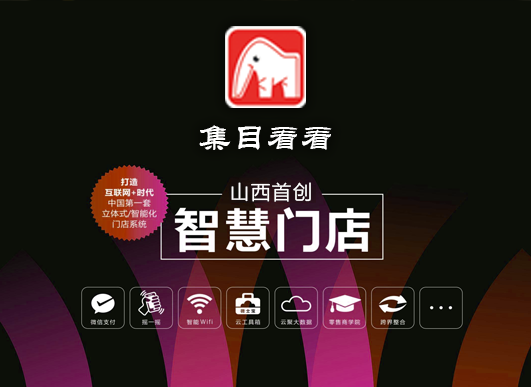 集目看看
打造
互联网+时代
中国第一套
立体式/智能化
门店系统
山西首创
智慧门店
微信支付
摇一摇
智能Wifi
云工具箱
云聚大数据
零售商学院
跨界整合